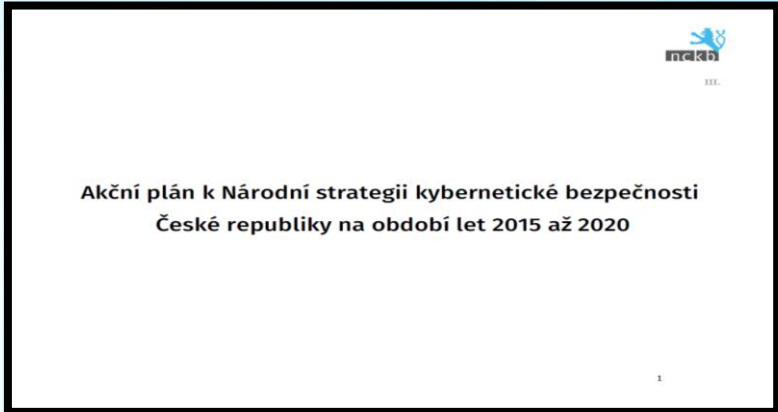 nckb
III.
Akční plán k Národní strategii kybernetické bezpečnosti
České republiky na období let 2015 až 2020
1